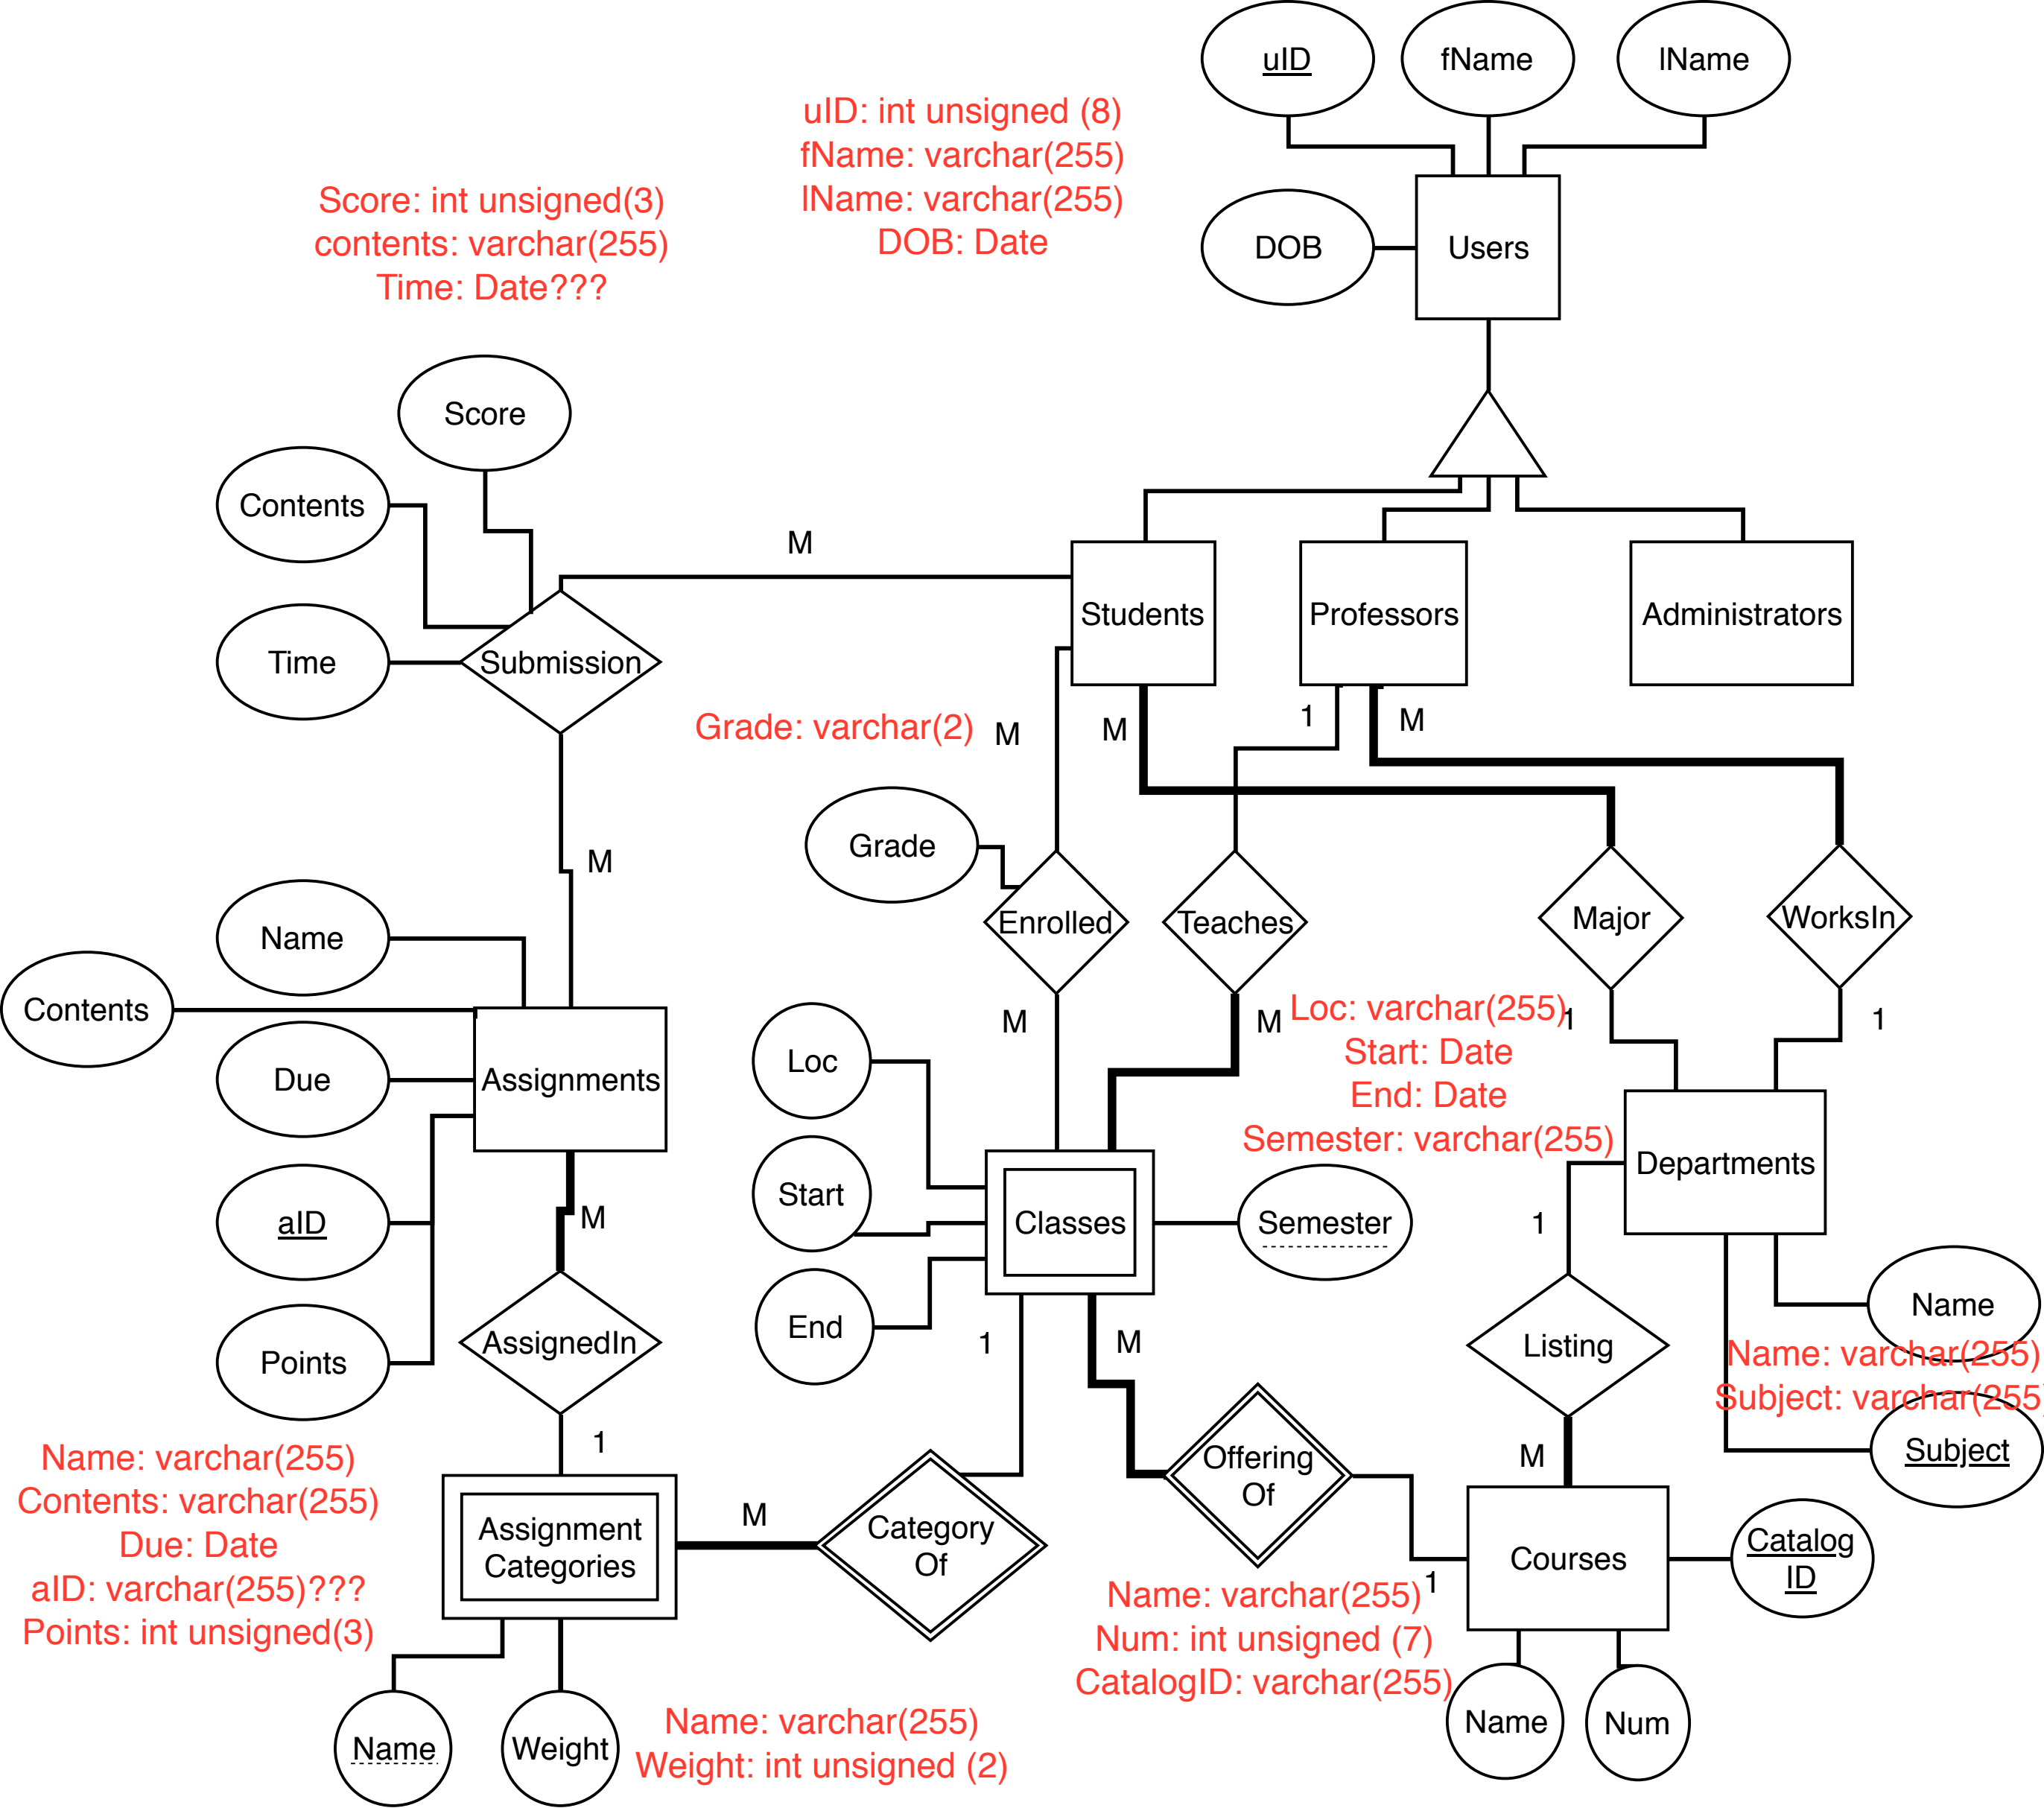 uID
fName
lName
uID: int unsigned (8)
fName: varchar(255)
lName: varchar(255)
DOB: Date
Score: int unsigned(3)
contents: varchar(255)
Time: Date???
DOB
Users
Score
Contents
M
Time
Submission
Students
Professors
Administrators
Grade: varchar(2)
M
M
1
M
Grade
M
Name
Contents
Enrolled
Teaches
Major
WorksIn
Loc: varchar(255)
Start: Date
End: Date
Semester: varchar(255)
M
M
1
1
Due
Assignments
Loc
Departments
aID
M
Start
Classes
Semester
1
Points
AssignedIn
End
1
M
Listing
Name
Name: varchar(255)
Subject: varchar(255)
Subject
Name: varchar(255)
Contents: varchar(255)
Due: Date
aID: varchar(255)???
Points: int unsigned(3)
1
M
Offering
Of
M
Assignment
Categories
Category
Of
Courses
Catalog
ID
1
Name: varchar(255)
Num: int unsigned (7)
CatalogID: varchar(255)
Name
Weight
Name: varchar(255)
Weight: int unsigned (2)
Name
Num